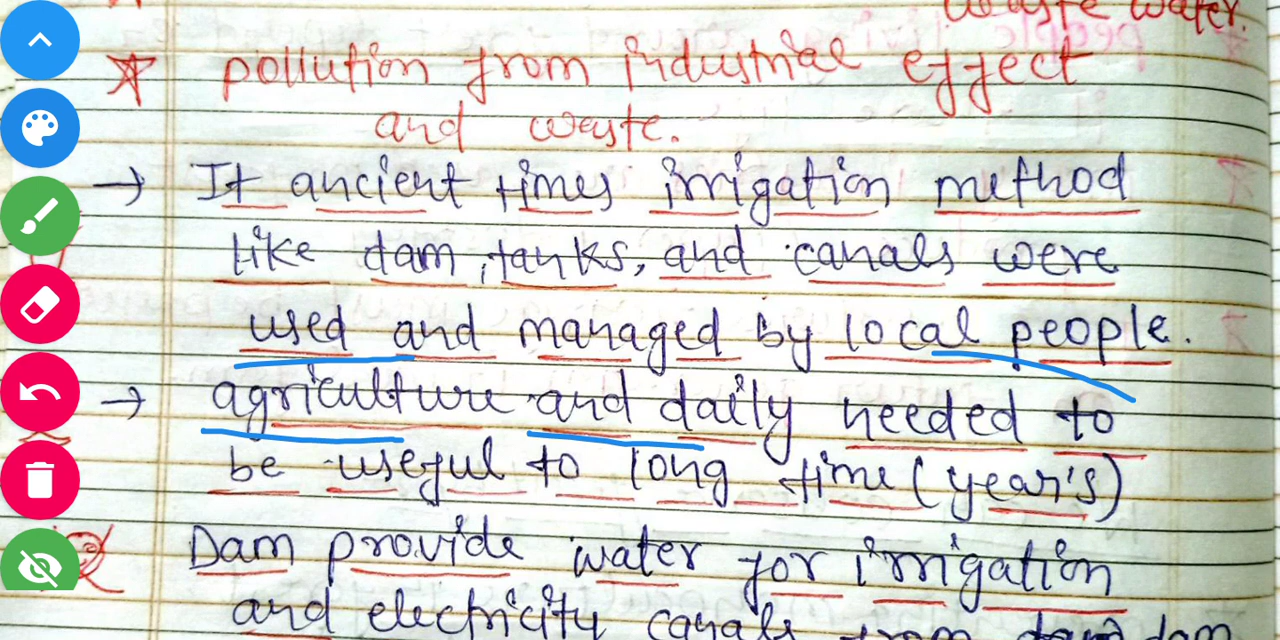 waste water.
pollution from industrial effect
and waste.
→ It ancient times irrigation method
like dam, tanks, and canals were
used and managed by local people.
→ agriculture and daily needed to
be useful to long time (year's)
Dam provide water for irrigation
and electricity canals from dam